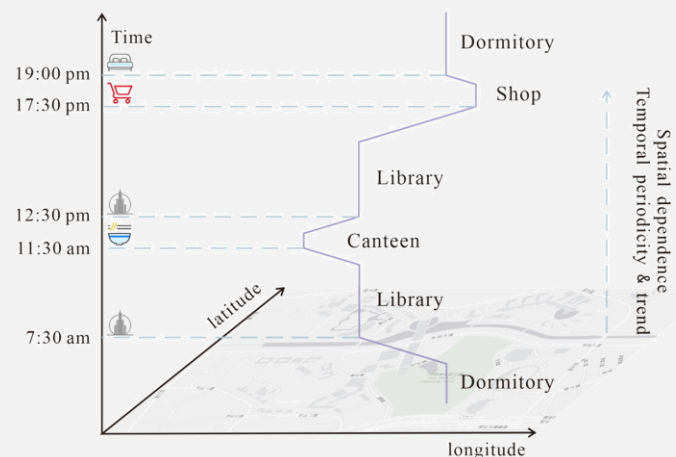 Time
Dormitory
19:00 pm
Shop
17:30 pm
Library
12:30 pm
Canteen
11:30 am
Library
latitude
7:30 am
Dormitory
longitude
Spatial dependence
Temporal periodicity & trend